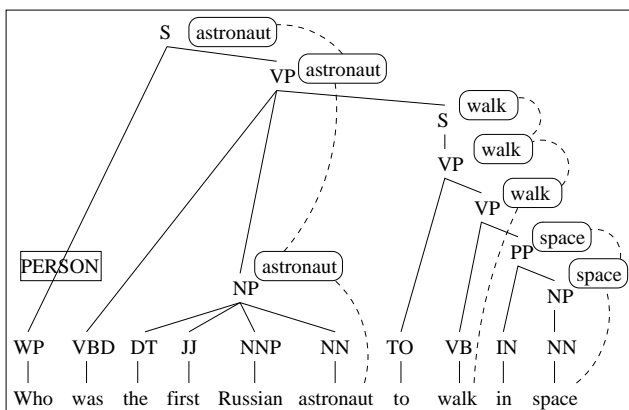 S astronaut
VP astronaut
walk
S
walk
VP
walk
VP
space
PP
PERSON astronaut space
NP NP
WP VBD DT JJ NNP NN TO VB IN NN
Who was the first Russian astronaut to walk in space